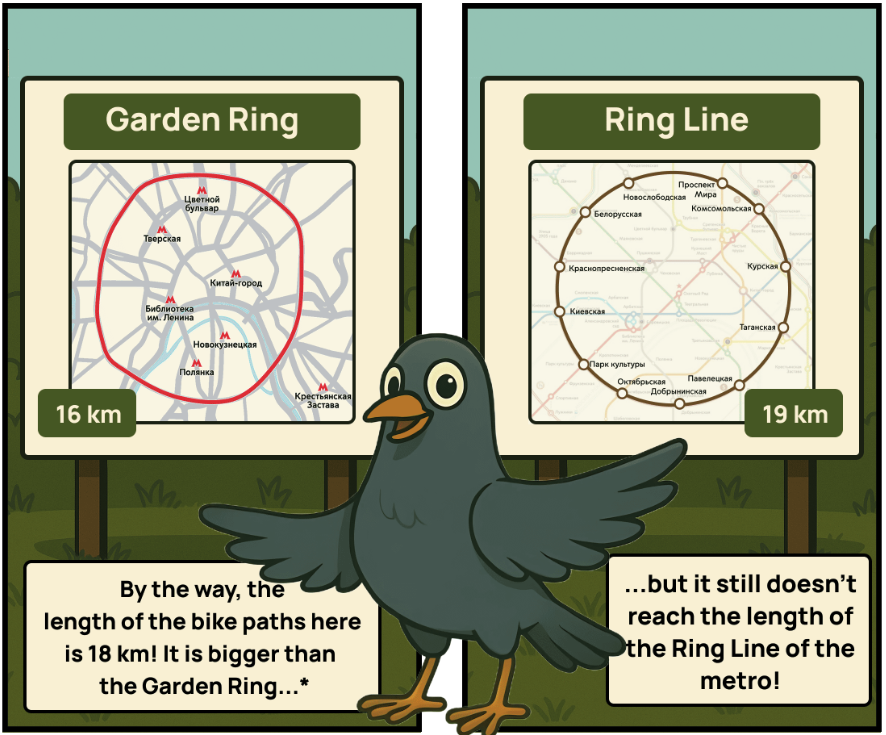 Garden Ring
Цветной
бульвар
Тверская
Китай-город
Библиотека
им. Ленина
Новокузнецкая
Полянка
Крестьянская
Застава
16 km
By the way, the
length of the bike paths here
is 18 km! It is bigger than
the Garden Ring...*
Ring Line
Проспект
Мира
Новослободская
Комсомольская
Белорусская
Краснопресненская
Курская
Киевская
Таганская
Парк культуры
Октябрьская
Павелецкая
Добрынинская
19 km
...but it still doesn't
reach the length of
the Ring Line of the
metro!